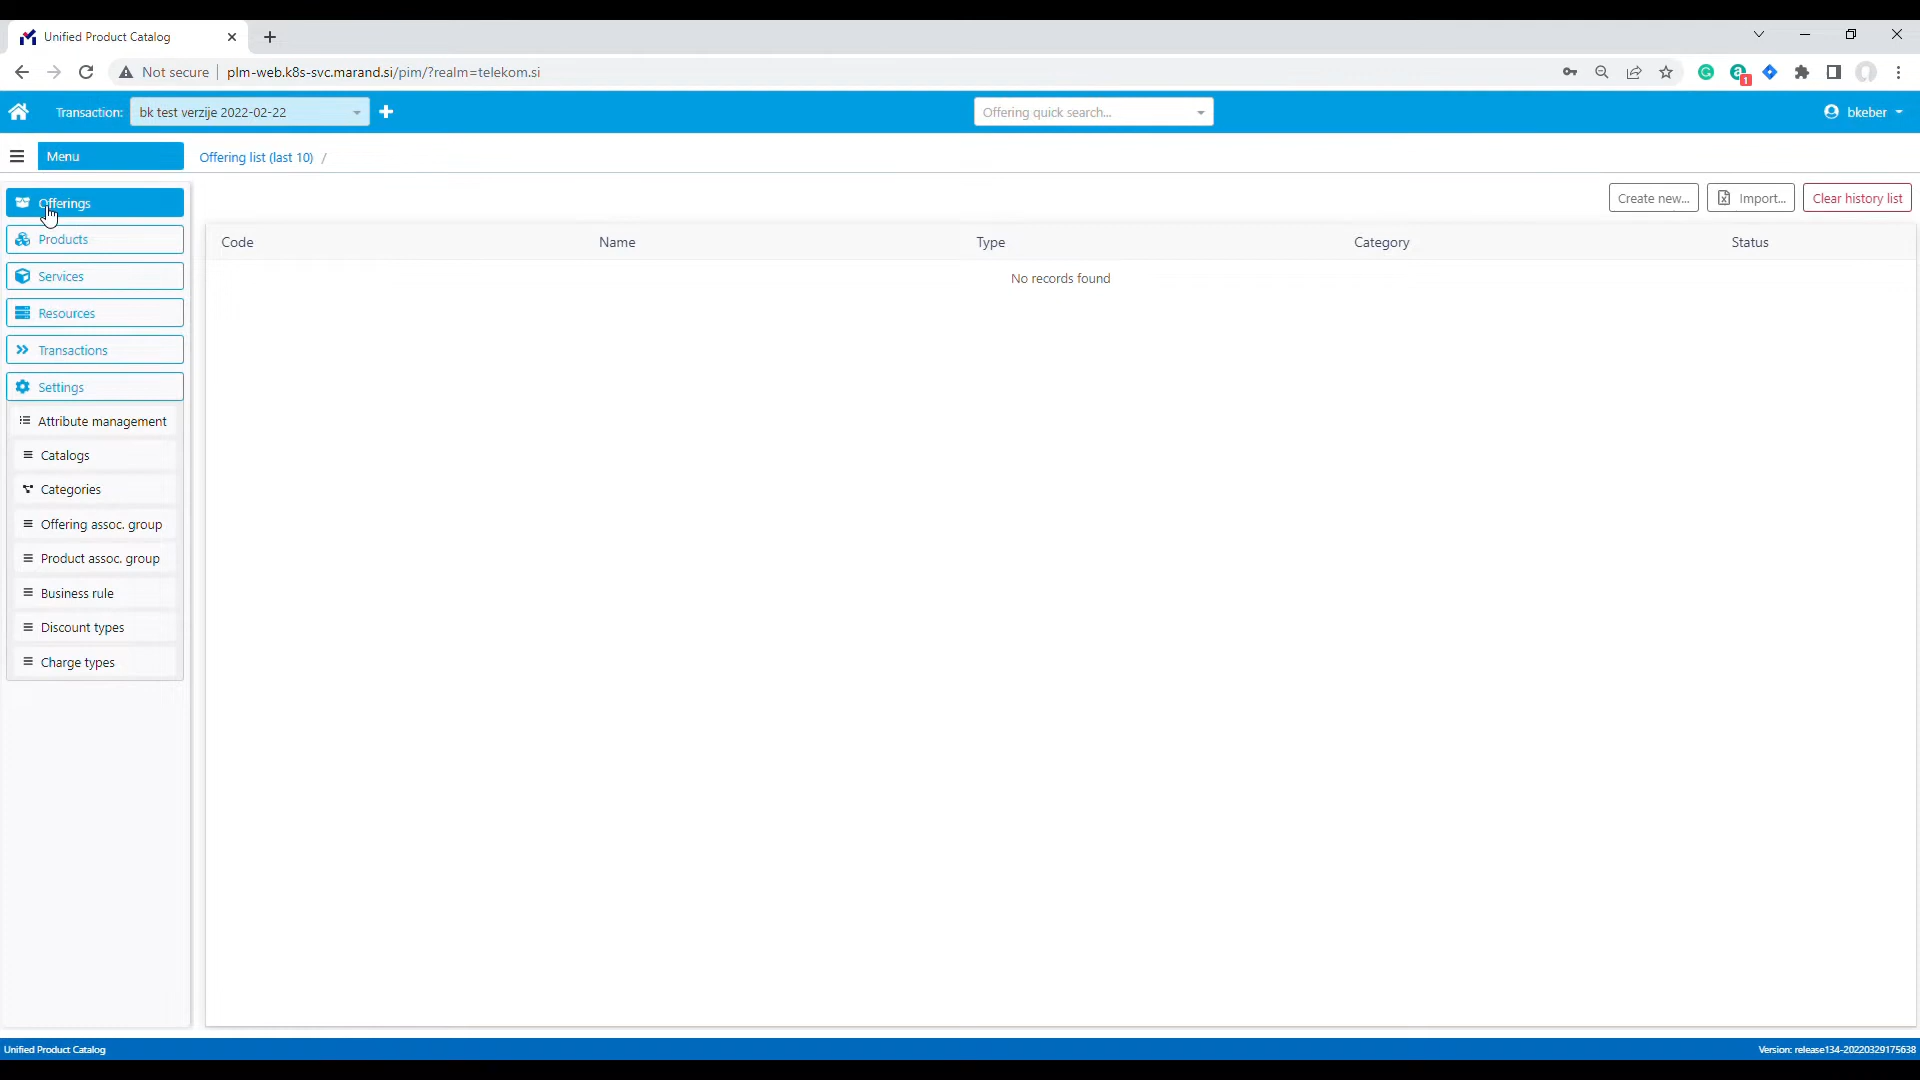 Unified Product Catalog
Not secure plm-web.k8s-svc.marand.si/pim/?realm=telekom.si
1
Transaction: bk test verzije 2022-02-22
Offering quick search...
bkeber
Menu
Offering list (last 10) /
Offerings
Create new...
Import...
Clear history list
Products
Code Name Type Category Status
Services
No records found
Resources
Transactions
Settings
Attribute management
Catalogs
Categories
Offering assoc. group
Product assoc. group
Business rule
Discount types
Charge types
Unified Product Catalog
Version: release134-20220329175638